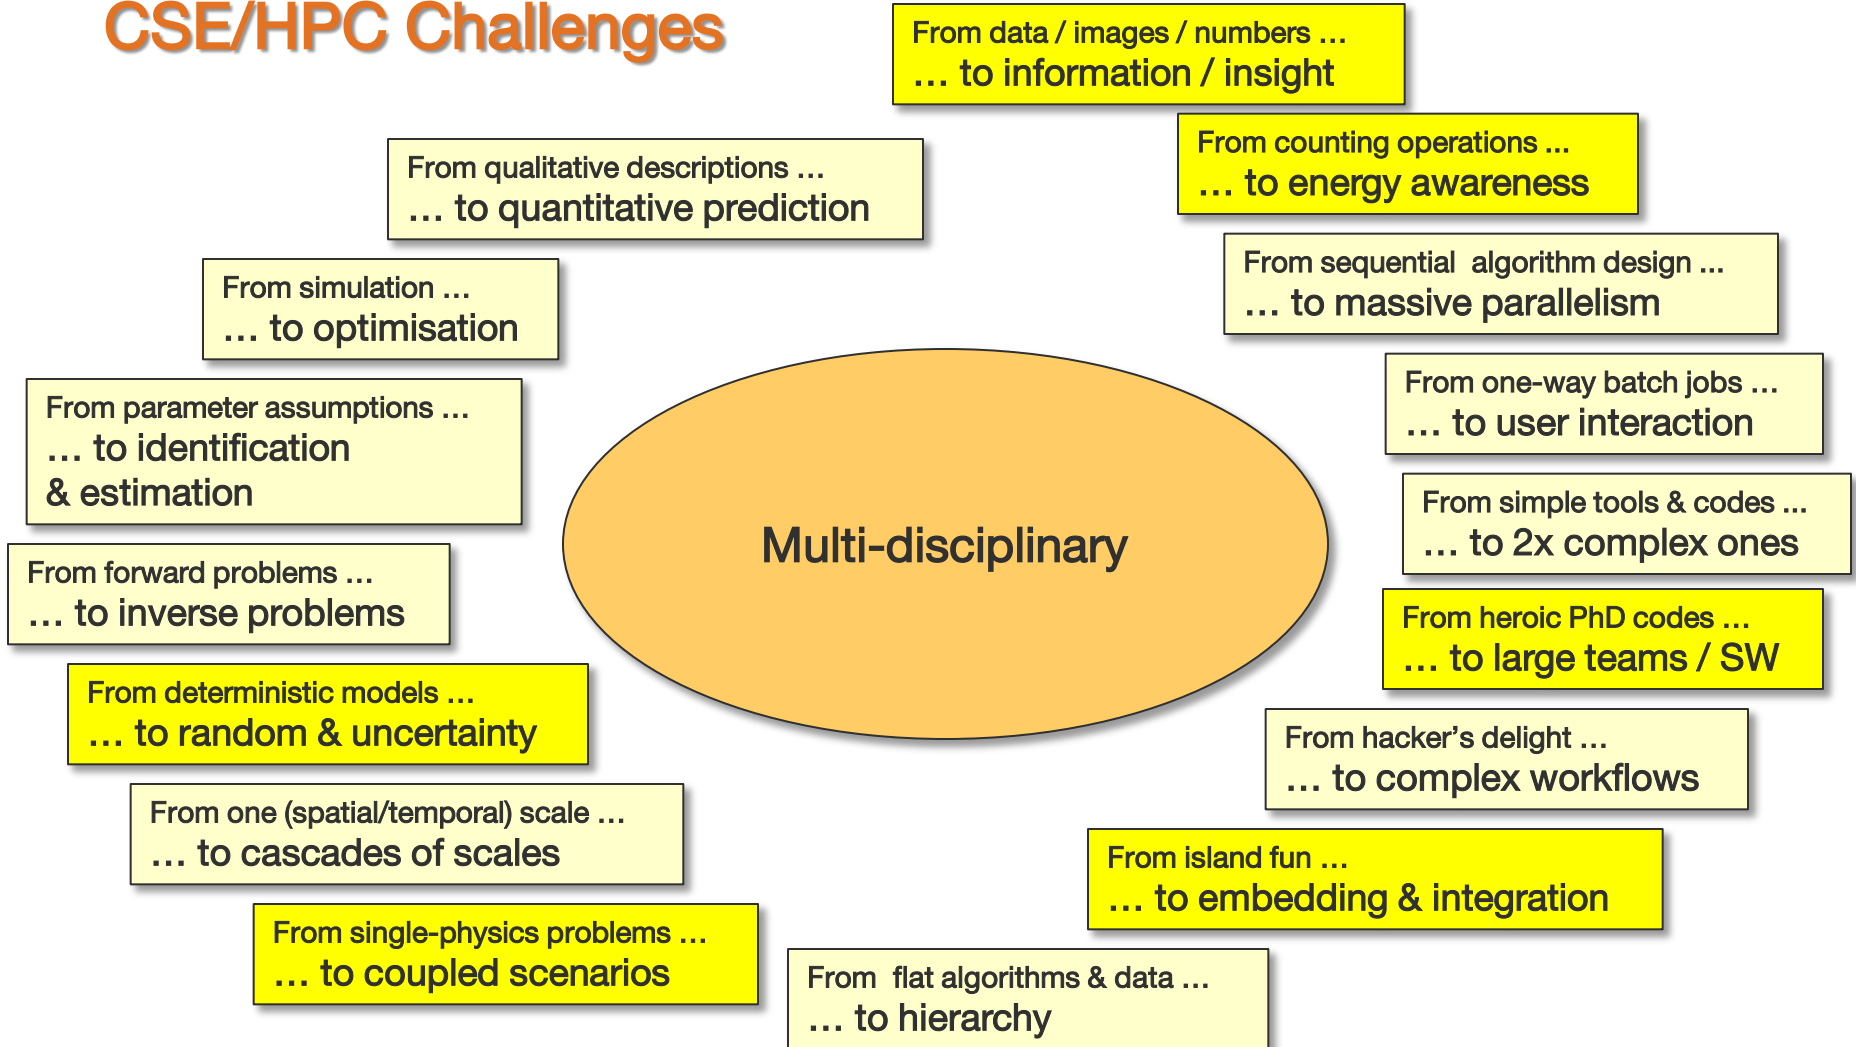 CSE/HPC Challenges
From data / images / numbers …
… to information / insight
From counting operations ...
… to energy awareness
From qualitative descriptions …
… to quantitative prediction
From sequential  algorithm design ...
… to massive parallelism
From simulation …
… to optimisation
From one-way batch jobs …
… to user interaction
From parameter assumptions …
… to identification
& estimation
From simple tools & codes ...
… to 2x complex ones
Multi-disciplinary
From forward problems …
… to inverse problems
From heroic PhD codes …
… to large teams / SW
From deterministic models …
… to random & uncertainty
From hacker’s delight …
… to complex workflows
From one (spatial/temporal) scale …
… to cascades of scales
From island fun …
… to embedding & integration
From single-physics problems …
… to coupled scenarios
From  flat algorithms & data …
… to hierarchy